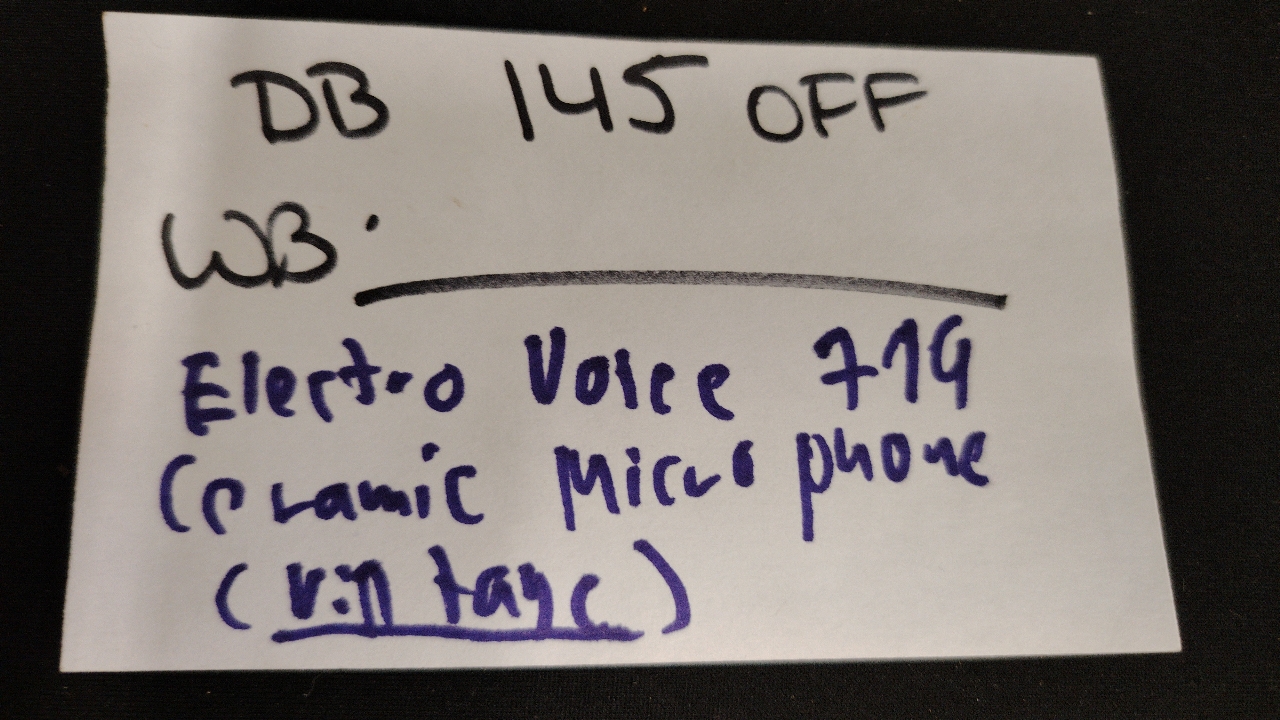 DB 145 OFF
WB.
Electro Voice 719
Ceramic Microphone
(vintage)